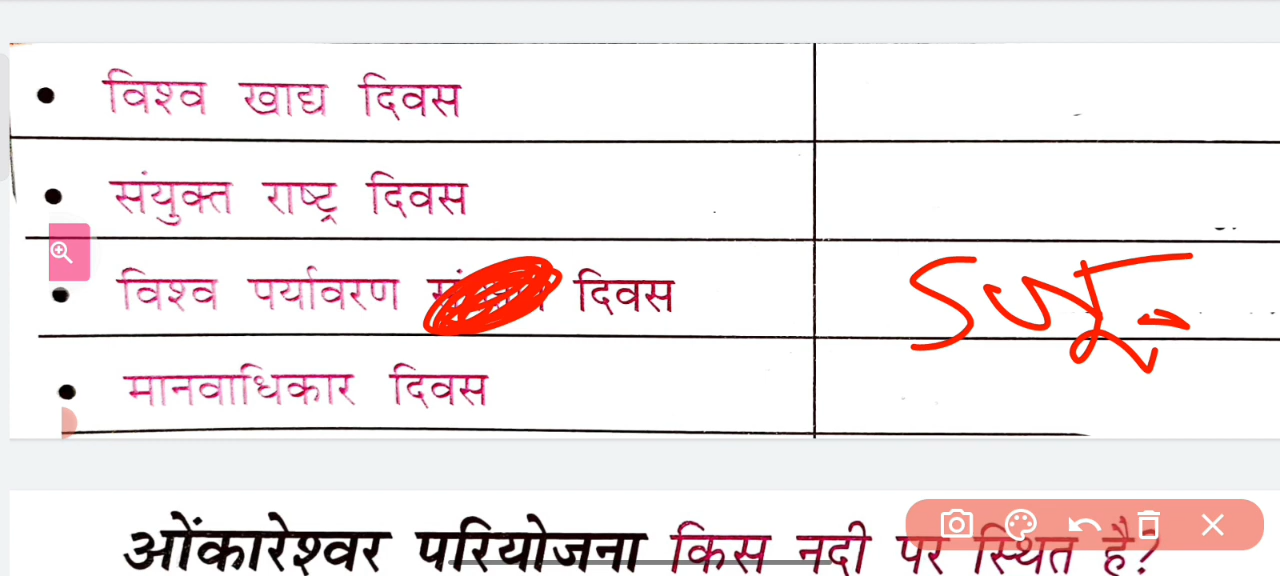 • विश्व खाद्य दिवस
• संयुक्त राष्ट्र दिवस
• विश्व पर्यावरण दिवस
5 जून
• मानवाधिकार दिवस
ओंकारेश्वर परियोजना किस नदी पर स्थित है?